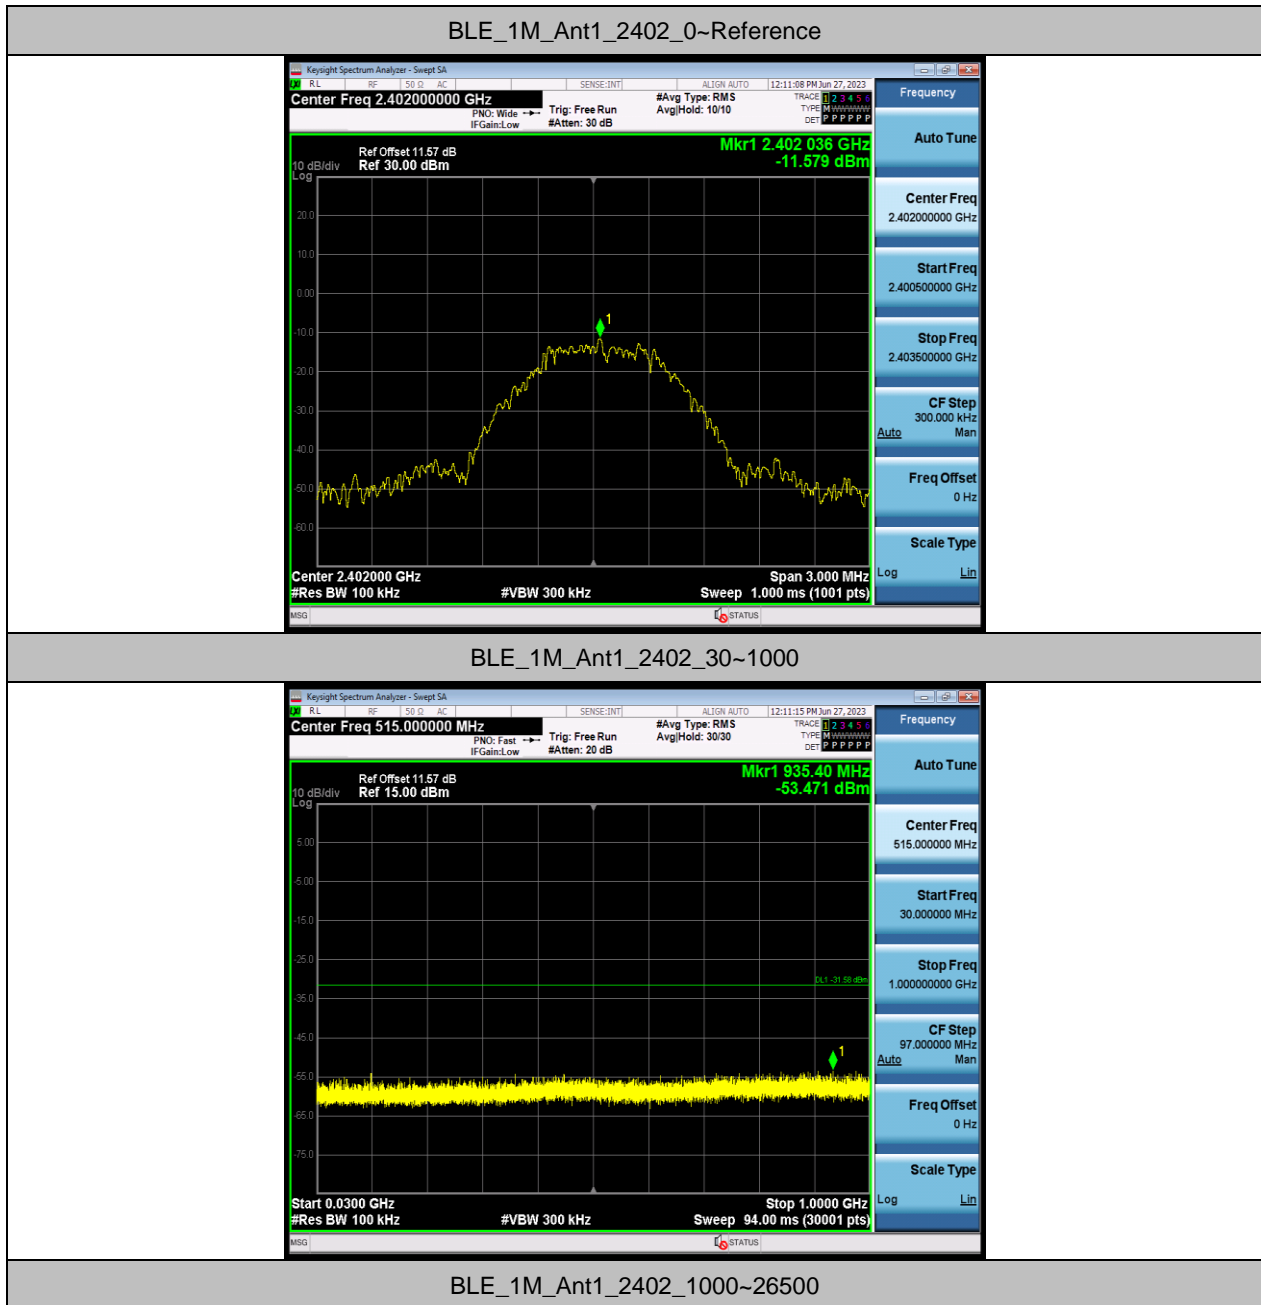 BLE_1M_Ant1_2402_0~Reference
Keysight Spectrum Analyzer - Swept SA
RL RF 50 Ω AC SENSE:INT ALIGN AUTO 12:11:08 PM Jun 27, 2023
Center Freq 2.402000000 GHz
PNO: Wide
IFGain:Low
Trig: Free Run
#Atten: 30 dB
#Avg Type: RMS
Avg|Hold: 10/10
TRACE 1 2 3 4 5 6
TYPE M
DET P P P P P P
Mkr1 2.402 036 GHz
-11.579 dBm
Ref Offset 11.57 dB
10 dB/div Ref 30.00 dBm
Log
20.0
10.0
0.00
-10.0
-20.0
-30.0
-40.0
-50.0
-60.0
1
Center 2.402000 GHz Span 3.000 MHz
#Res BW 100 kHz #VBW 300 kHz Sweep 1.000 ms (1001 pts)
MSG STATUS
Frequency
Auto Tune
Center Freq
2.402000000 GHz
Start Freq
2.400500000 GHz
Stop Freq
2.403500000 GHz
CF Step
300.000 kHz
Auto Man
Freq Offset
0 Hz
Scale Type
Log Lin
BLE_1M_Ant1_2402_30~1000
Keysight Spectrum Analyzer - Swept SA
RL RF 50 Ω AC SENSE:INT ALIGN AUTO 12:11:15 PM Jun 27, 2023
Center Freq 515.000000 MHz
PNO: Fast
IFGain:Low
Trig: Free Run
#Atten: 20 dB
#Avg Type: RMS
Avg|Hold: 30/30
TRACE 1 2 3 4 5 6
TYPE M
DET P P P P P P
Mkr1 935.40 MHz
-53.471 dBm
Ref Offset 11.57 dB
10 dB/div Ref 15.00 dBm
Log
5.00
-5.00
-15.0
-25.0
-35.0
-45.0
-55.0
-65.0
-75.0
DL1 -31.58 dBm
1
Start 0.0300 GHz Stop 1.0000 GHz
#Res BW 100 kHz #VBW 300 kHz Sweep 94.00 ms (30001 pts)
MSG STATUS
Frequency
Auto Tune
Center Freq
515.000000 MHz
Start Freq
30.000000 MHz
Stop Freq
1.000000000 GHz
CF Step
97.000000 MHz
Auto Man
Freq Offset
0 Hz
Scale Type
Log Lin
BLE_1M_Ant1_2402_1000~26500